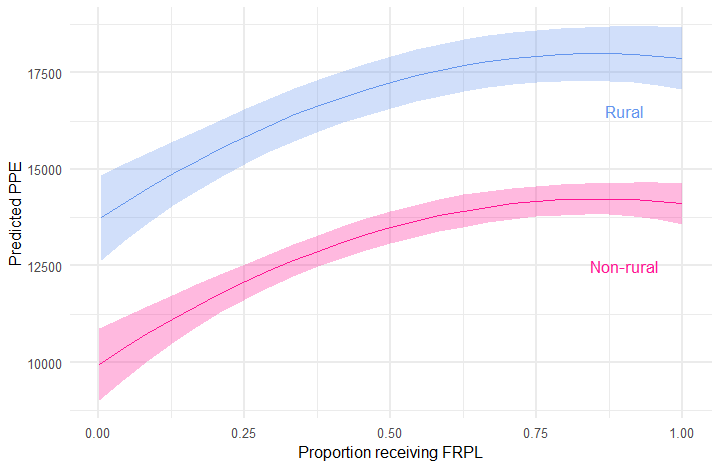 17500
15000
12500
10000
Predicted PPE
Rural
Non-rural
0.00 0.25 0.50 0.75 1.00
Proportion receiving FRPL